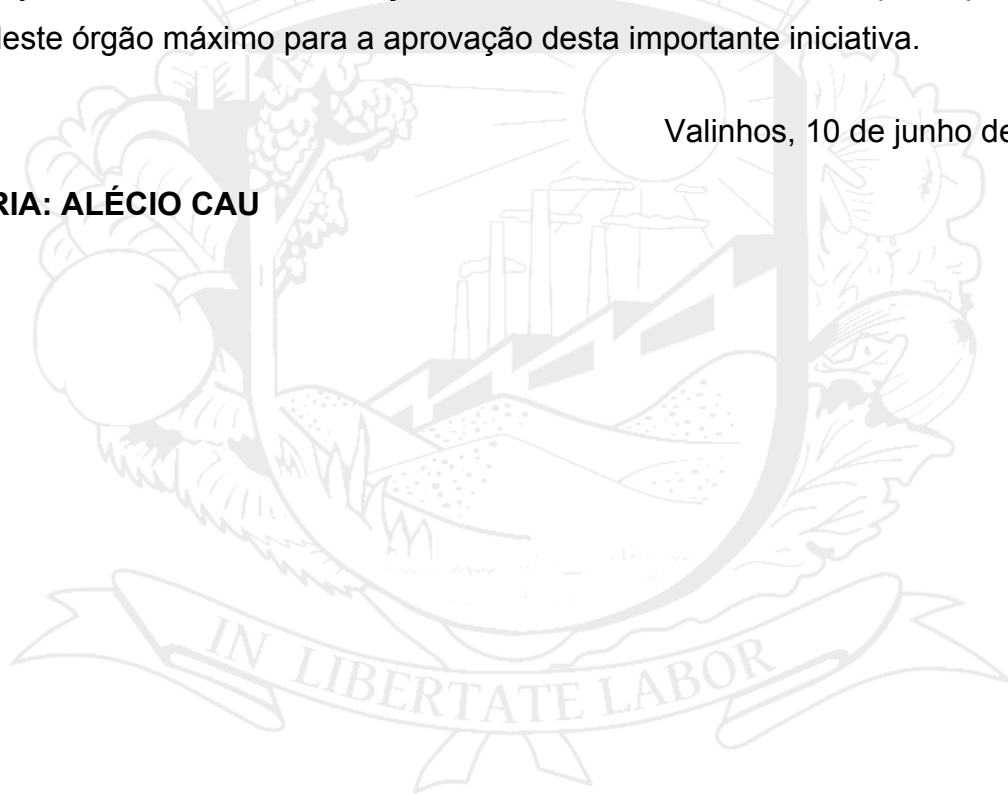 deste órgão máximo para a aprovação desta importante iniciativa.
Valinhos, 10 de junho de
RIA: ALÉCIO CAU
IN LIBERTATE LABOR